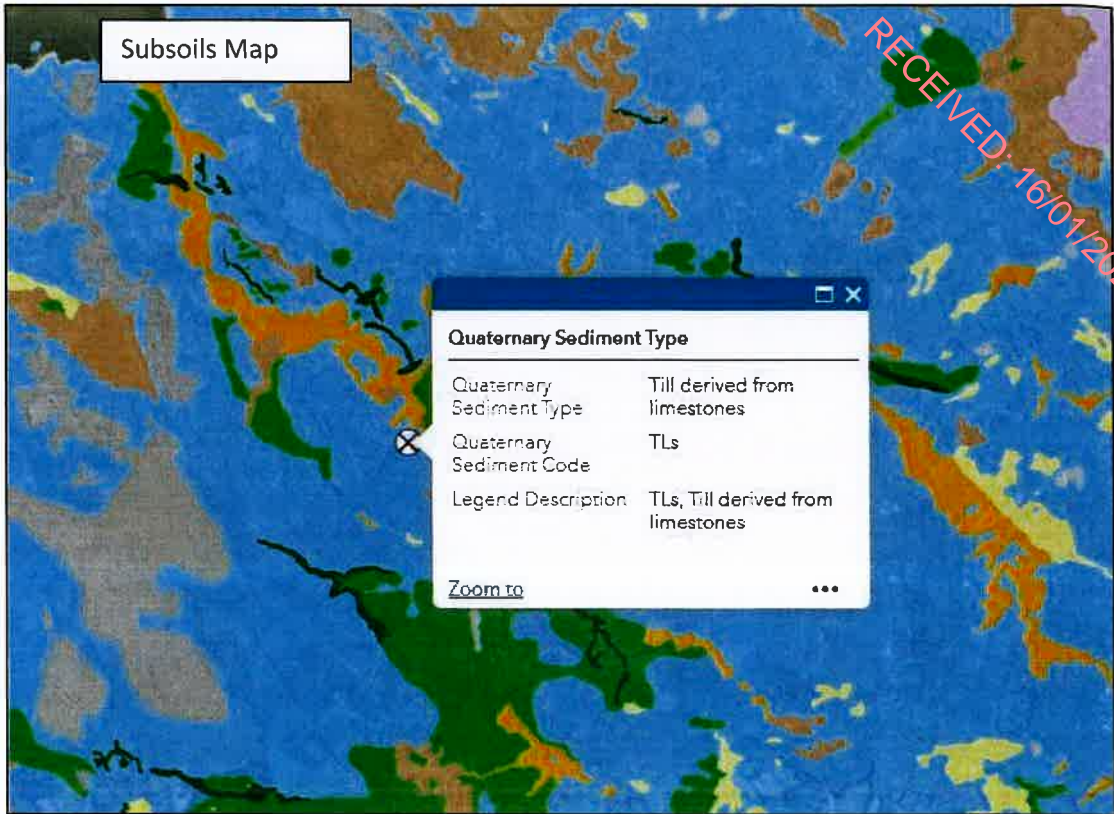 Subsoils Map
RECEIVED: 16/01/20
Quaternary Sediment Type
Quaternary
Sediment Type
Till derived from
limestones
Quaternary
Sediment Code
TLs
Legend Description
TLs, Till derived from
limestones
Zoom to